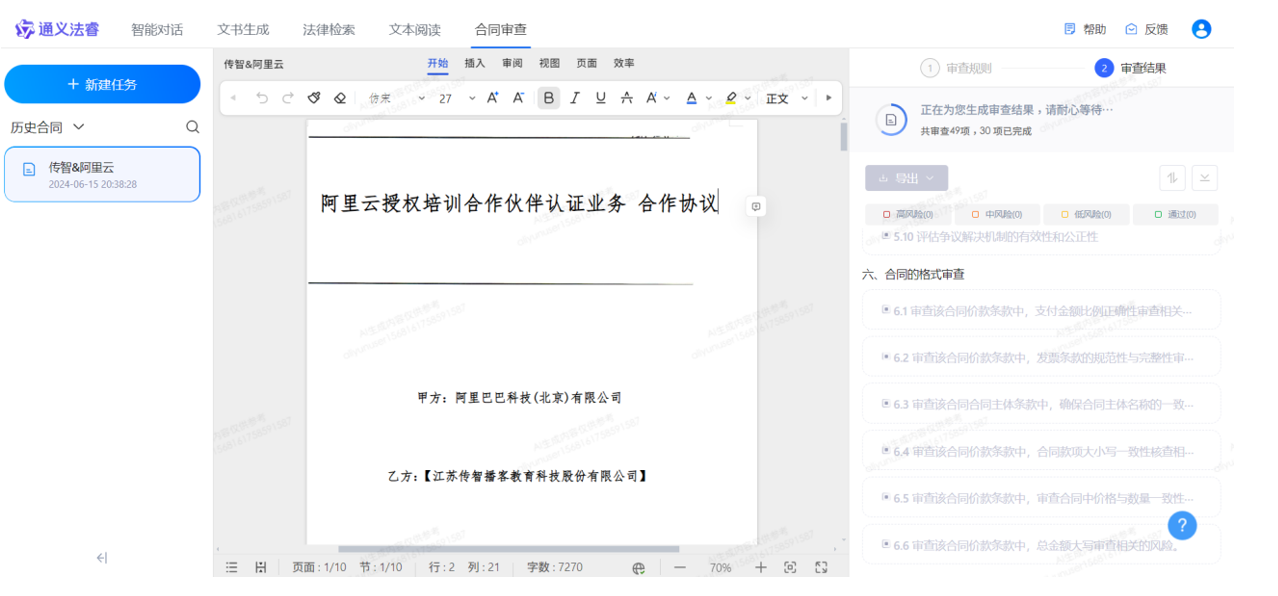 通义法睿 智能对话 文书生成 法律检索 文本阅读 合同审查 帮助 反馈
+ 新建任务
历史合同
传智&阿里云
2024-06-15 20:38:28
传智&阿里云 开始 插入 审阅 视图 页面 效率
仿宋 27 A A B I U A A A 正文
阿里云授权培训合作伙伴认证业务 合作协议
甲方：阿里巴巴科技(北京)有限公司
乙方：【江苏传智播客教育科技股份有限公司】
页面：1/10 节：1/10 行：2 列：21 字数：7270 70%
1 审查规则 2 审查结果
正在为您生成审查结果，请耐心等待…
共审查49项，30 项已完成
导出
高风险(0) 中风险(0) 低风险(0) 通过(0)
5.10 评估争议解决机制的有效性和公正性
六、合同的格式审查
6.1 审查该合同价款条款中，支付金额比例正确性审查相关...
6.2 审查该合同价款条款中，发票条款的规范性与完整性审...
6.3 审查该合同合同主体条款中，确保合同主体名称的一致...
6.4 审查该合同价款条款中，合同款项大小写一致性核查相...
6.5 审查该合同价款条款中，审查合同中价格与数量一致性...
6.6 审查该合同价款条款中，总金额大写审查相关的风险。
?
AI生成内容仅供参考
aliyunuser1568161758591587